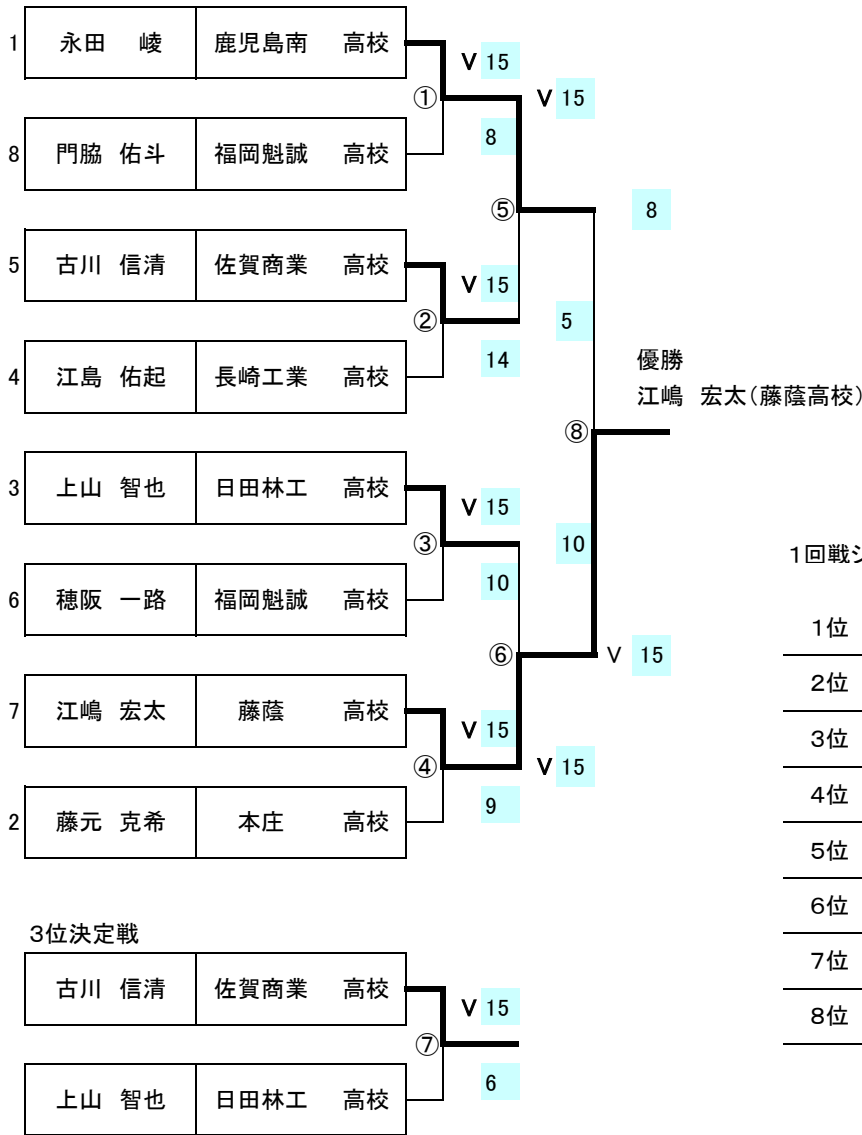 1 永田　崚 鹿児島南　高校
V 15
① V 15
8
8 門脇　佑斗 福岡魁誠　高校
⑤ 8
5 古川　信清 佐賀商業　高校
V 15
② 5
14
4 江島　佑起 長崎工業　高校
優勝
江嶋　宏太(藤蔭高校)
⑧
3 上山　智也 日田林工　高校
V 15
③ 10
1回戦シ
10
6 穂阪　一路 福岡魁誠　高校
1位
⑥ V 15
2位
7 江嶋　宏太 藤蔭　高校
V 15
3位
④ V 15
4位
9
2 藤元　克希 本庄　高校
5位
6位
3位決定戦
7位
古川　信清 佐賀商業　高校
V 15
8位
⑦
6
上山　智也 日田林工　高校